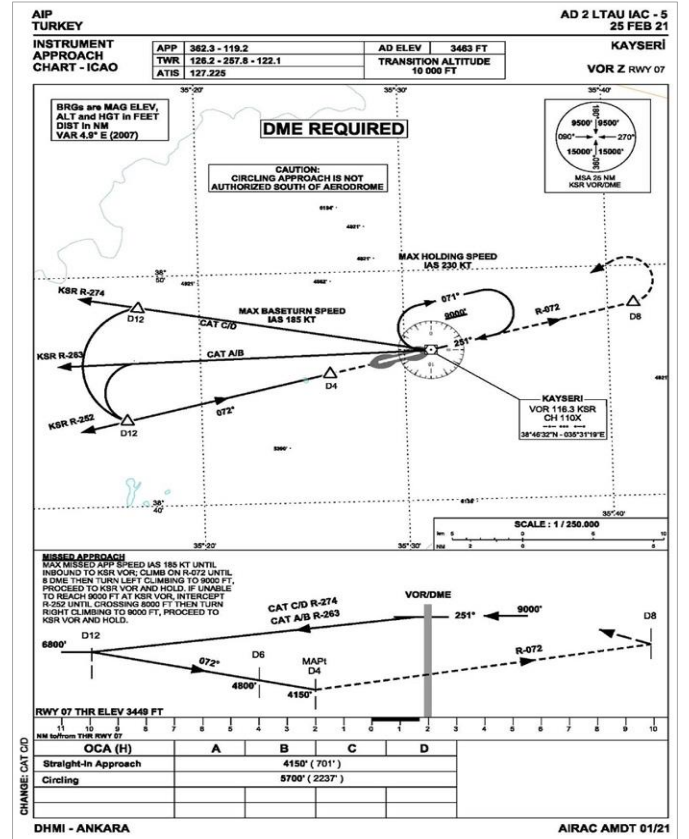 AIP
TURKEY
AD 2 LTAU IAC - 5
25 FEB 21
INSTRUMENT
APPROACH
CHART - ICAO
APP 362.3 - 119.2
TWR 126.2 - 257.8 - 122.1
ATIS 127.225
AD ELEV 3463 FT
TRANSITION ALTITUDE
10 000 FT
KAYSERİ
VOR Z RWY 07
35°20
35°30
35°40
BRGs are MAG ELEV,
ALT and HGT in FEET
DIST in NM
VAR 4.9° E (2007)
DME REQUIRED
CAUTION:
CIRCLING APPROACH IS NOT
AUTHORIZED SOUTH OF AERODROME
180°
9500' 9500'
090° 270°
15000' 15000'
360°
MSA 25 NM
KSR VOR/DME
MAX HOLDING SPEED
IAS 230 KT
38°
50'
KSR R-274
D12
MAX BASETURN SPEED
IAS 185 KT
071°
9000'
R-072
D8
CAT C/D
251°
KSR R-263
CAT A/B
D4
KSR R-252
D12
072°
KAYSERİ
VOR 116.3 KSR
CH 110X
38°46'32"N - 035°31'19"E
38°
40'
35°20
35°30
35°40
SCALE : 1 / 250.000
MISSED APPROACH
MAX MISSED APP SPEED IAS 185 KT UNTIL
INBOUND TO KSR VOR; CLIMB ON R-072 UNTIL
8 DME THEN TURN LEFT CLIMBING TO 9000 FT,
PROCEED TO KSR VOR AND HOLD. IF UNABLE
TO REACH 9000 FT AT KSR VOR, INTERCEPT
R-252 UNTIL CROSSING 8000 FT THEN TURN
RIGHT CLIMBING TO 9000 FT, PROCEED TO
KSR VOR AND HOLD.
VOR/DME
CAT C/D R-274
CAT A/B R-263
251°
9000'
D8
6800'
D12
072°
D6
4800'
MAPt
D4
4150'
R-072
RWY 07 THR ELEV 3449 FT
11 10 9 8 7 6 5 4 3 2 1 0 1 2 3 4 5 6 7 8 9 10
NM to/from THR RWY 07
OCA (H) A B C D
Straight-In Approach 4150' ( 701' )
Circling 5700' ( 2237' )
CHANGE: CAT C/D
DHMI - ANKARA
AIRAC AMDT 01/21